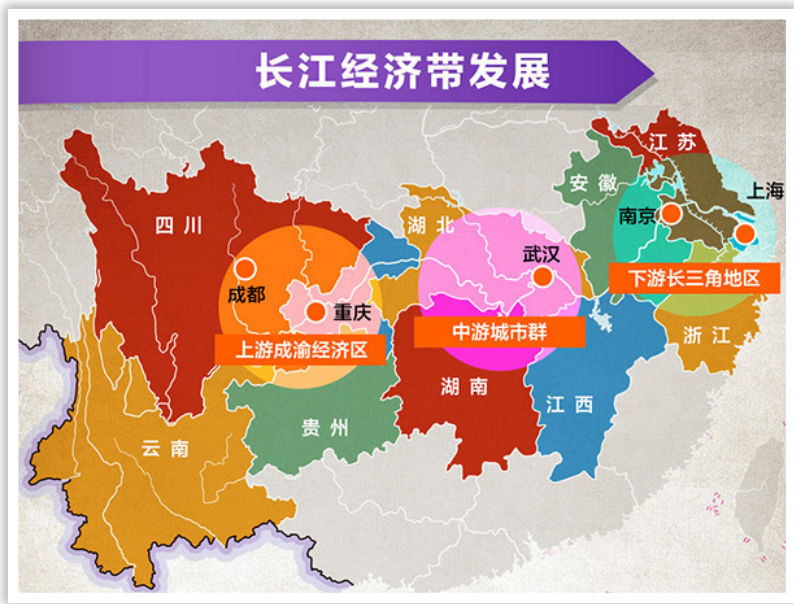 长江经济带发展
江苏
安徽
上海
四川
湖北
南京
武汉
成都
重庆
下游长三角地区
上游成渝经济区
中游城市群
浙江
湖南
江西
贵州
云南